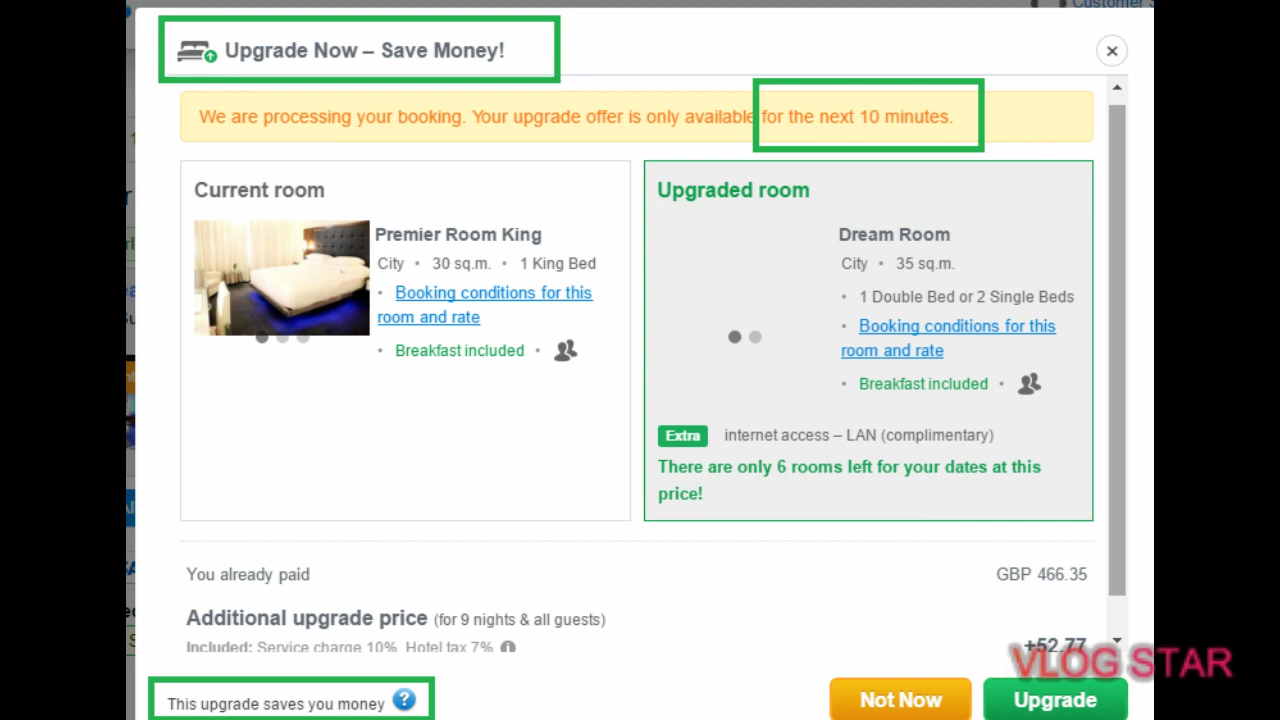 Customer S
Upgrade Now – Save Money!
We are processing your booking. Your upgrade offer is only available for the next 10 minutes.
Current room
Premier Room King
City • 30 sq.m. • 1 King Bed
• Booking conditions for this
room and rate
• Breakfast included •
Upgraded room
Dream Room
City • 35 sq.m.
• 1 Double Bed or 2 Single Beds
• Booking conditions for this
room and rate
• Breakfast included •
Extra internet access – LAN (complimentary)
There are only 6 rooms left for your dates at this
price!
You already paid GBP 466.35
Additional upgrade price (for 9 nights & all guests)
Included: Service charge 10%, Hotel tax 7%
+52.77
VLOG STAR
This upgrade saves you money ?
Not Now Upgrade